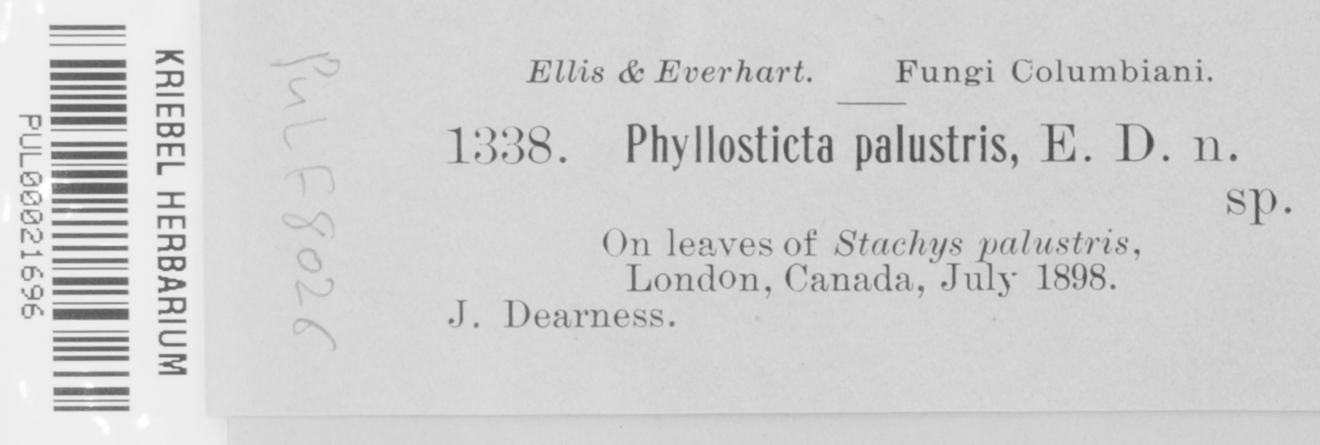 PUL00021696
KRIEBEL HERBARIUM
PUL F8026
Ellis & Everhart. Fungi Columbiani.
1338. Phyllosticta palustris, E. D. n.
sp.
On leaves of Stachys palustris,
London, Canada, July 1898.
J. Dearness.